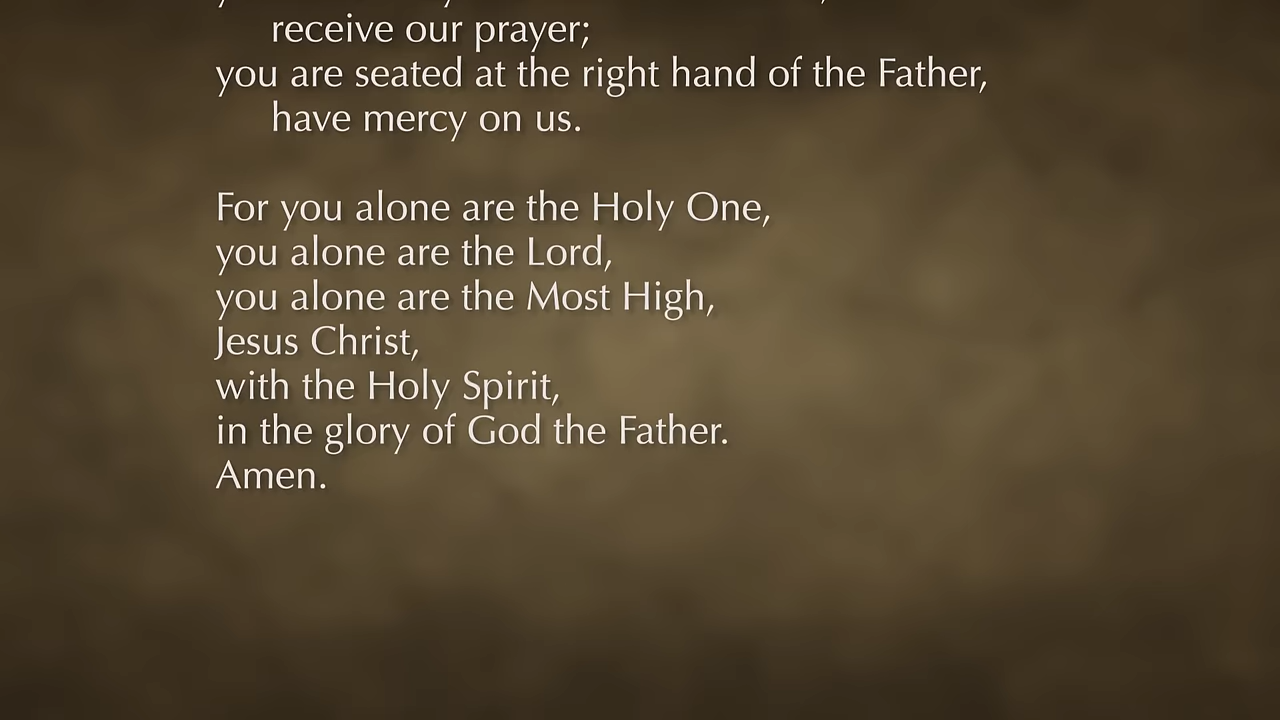 receive our prayer;
you are seated at the right hand of the Father,
have mercy on us.
For you alone are the Holy One,
you alone are the Lord,
you alone are the Most High,
Jesus Christ,
with the Holy Spirit,
in the glory of God the Father.
Amen.